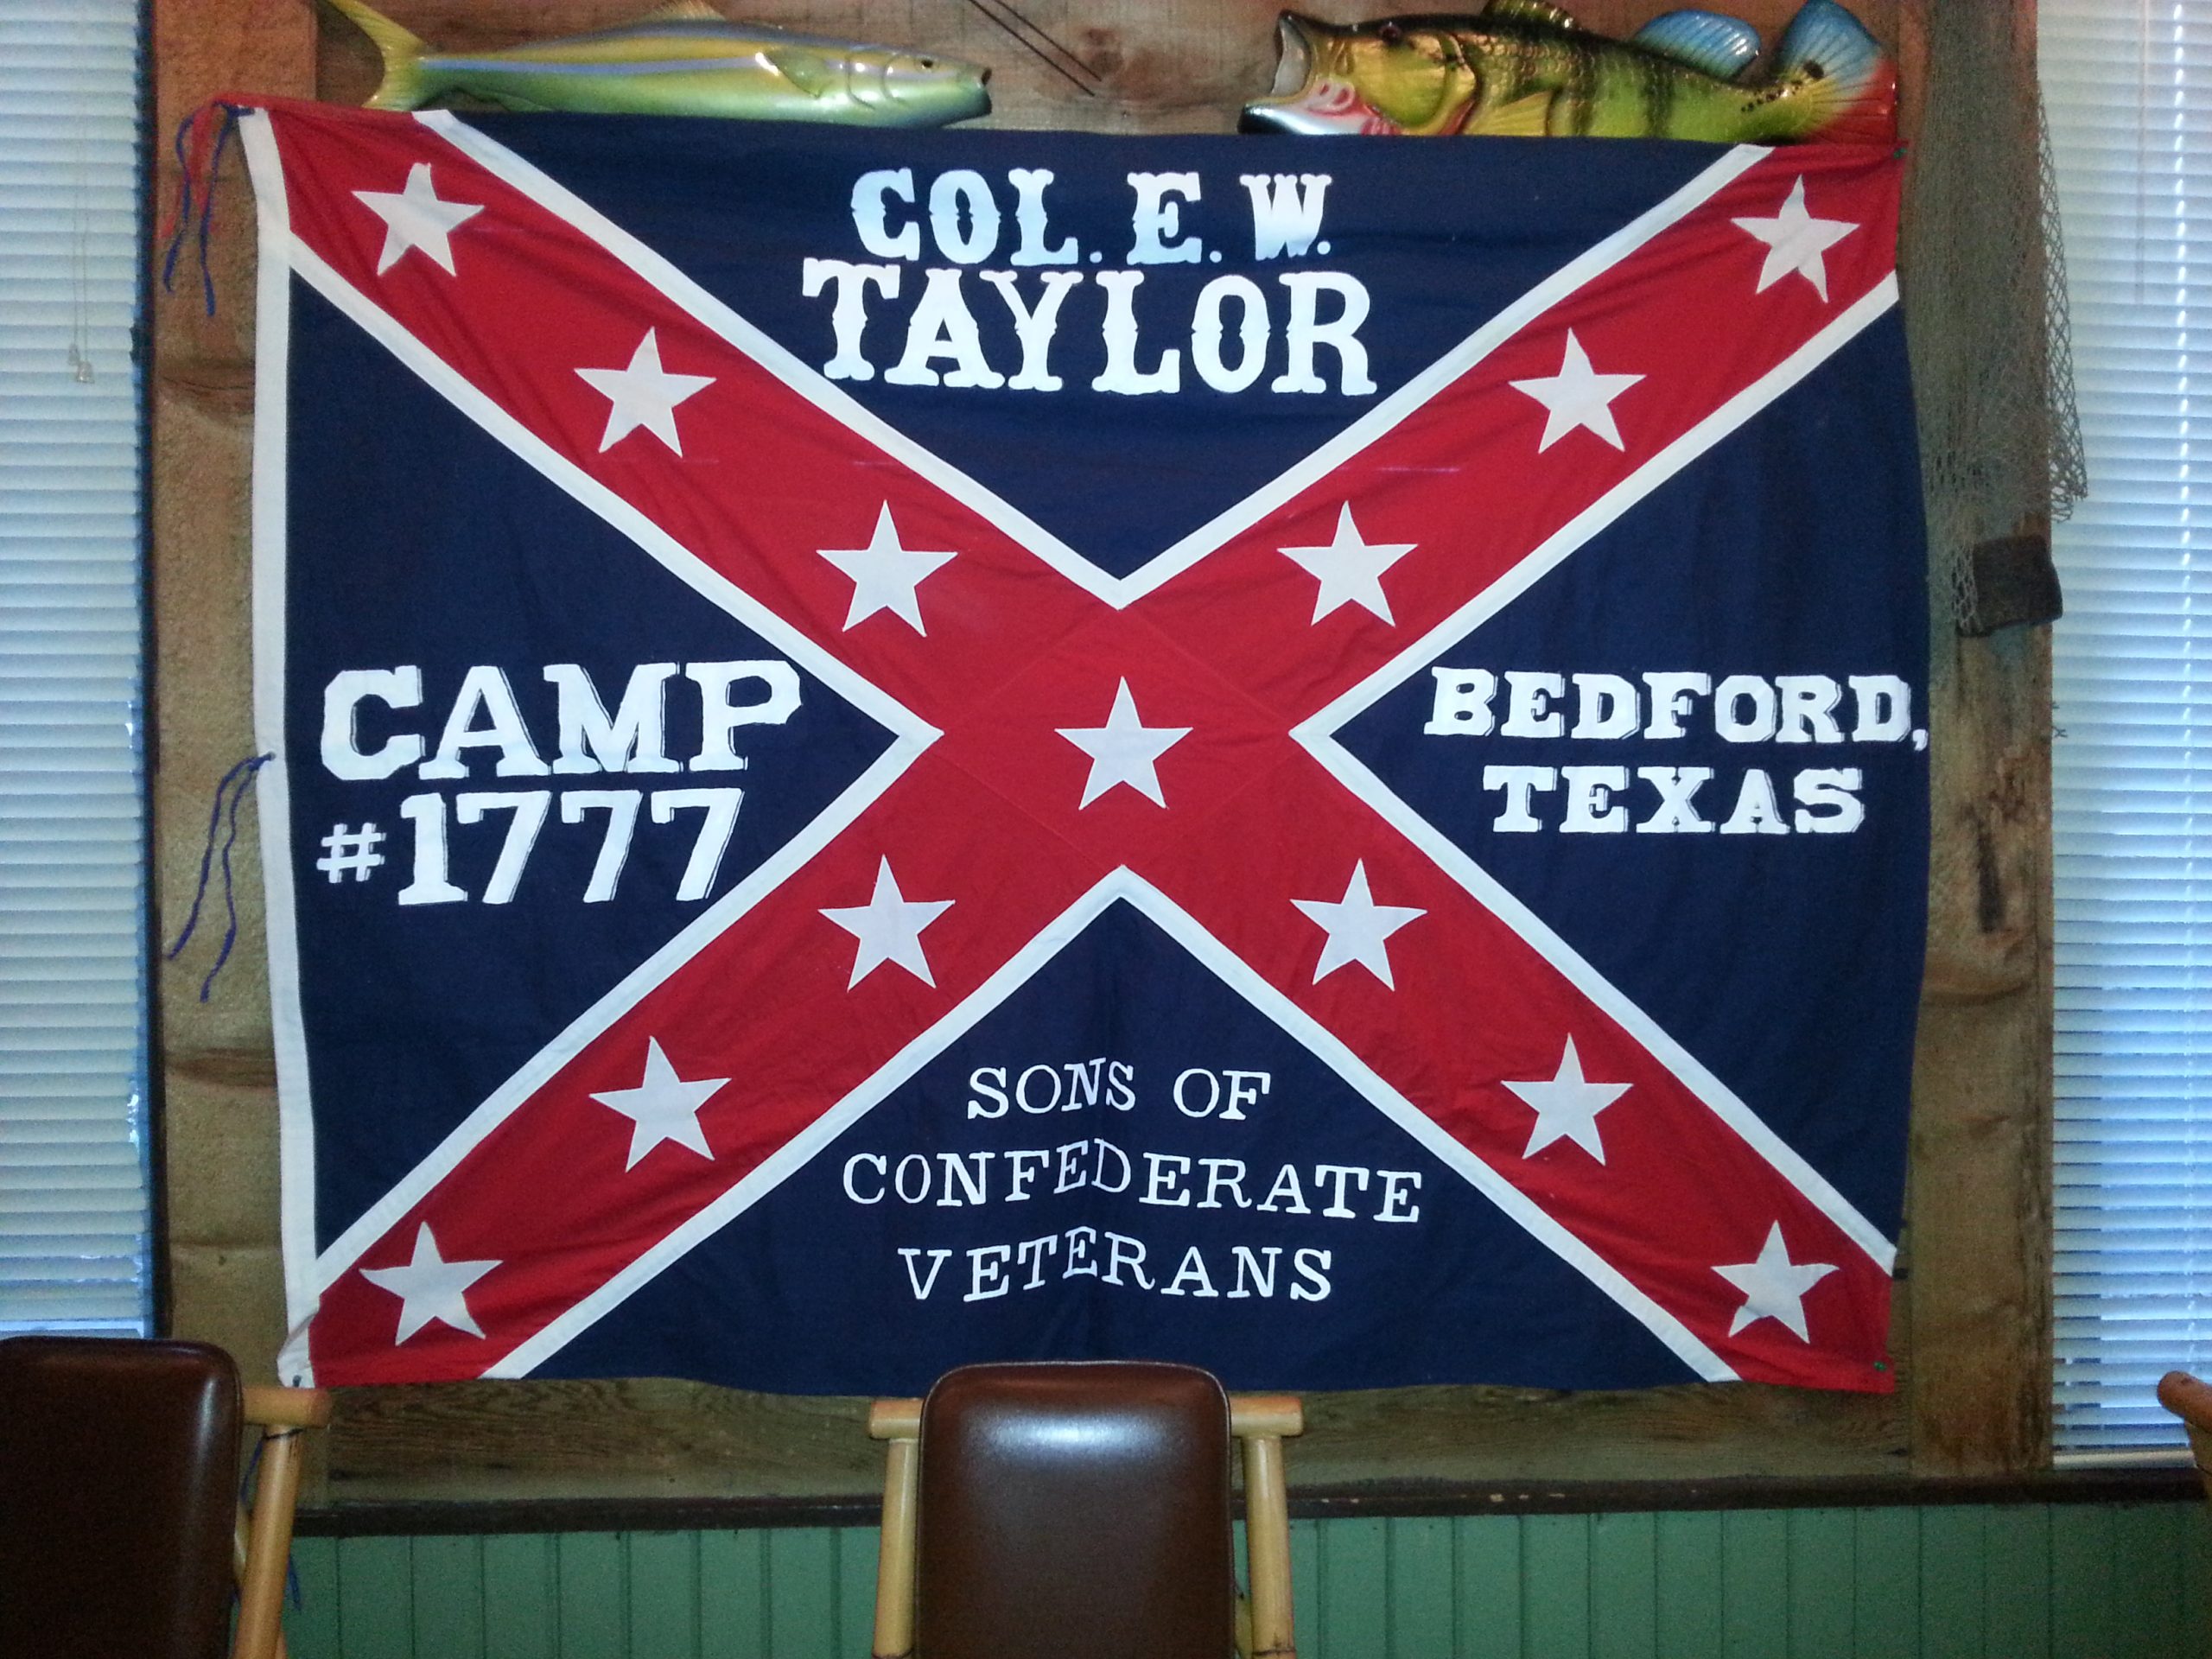 COL. E. W.
TAYLOR
CAMP
#1777
BEDFORD,
TEXAS
SONS OF
CONFEDERATE
VETERANS